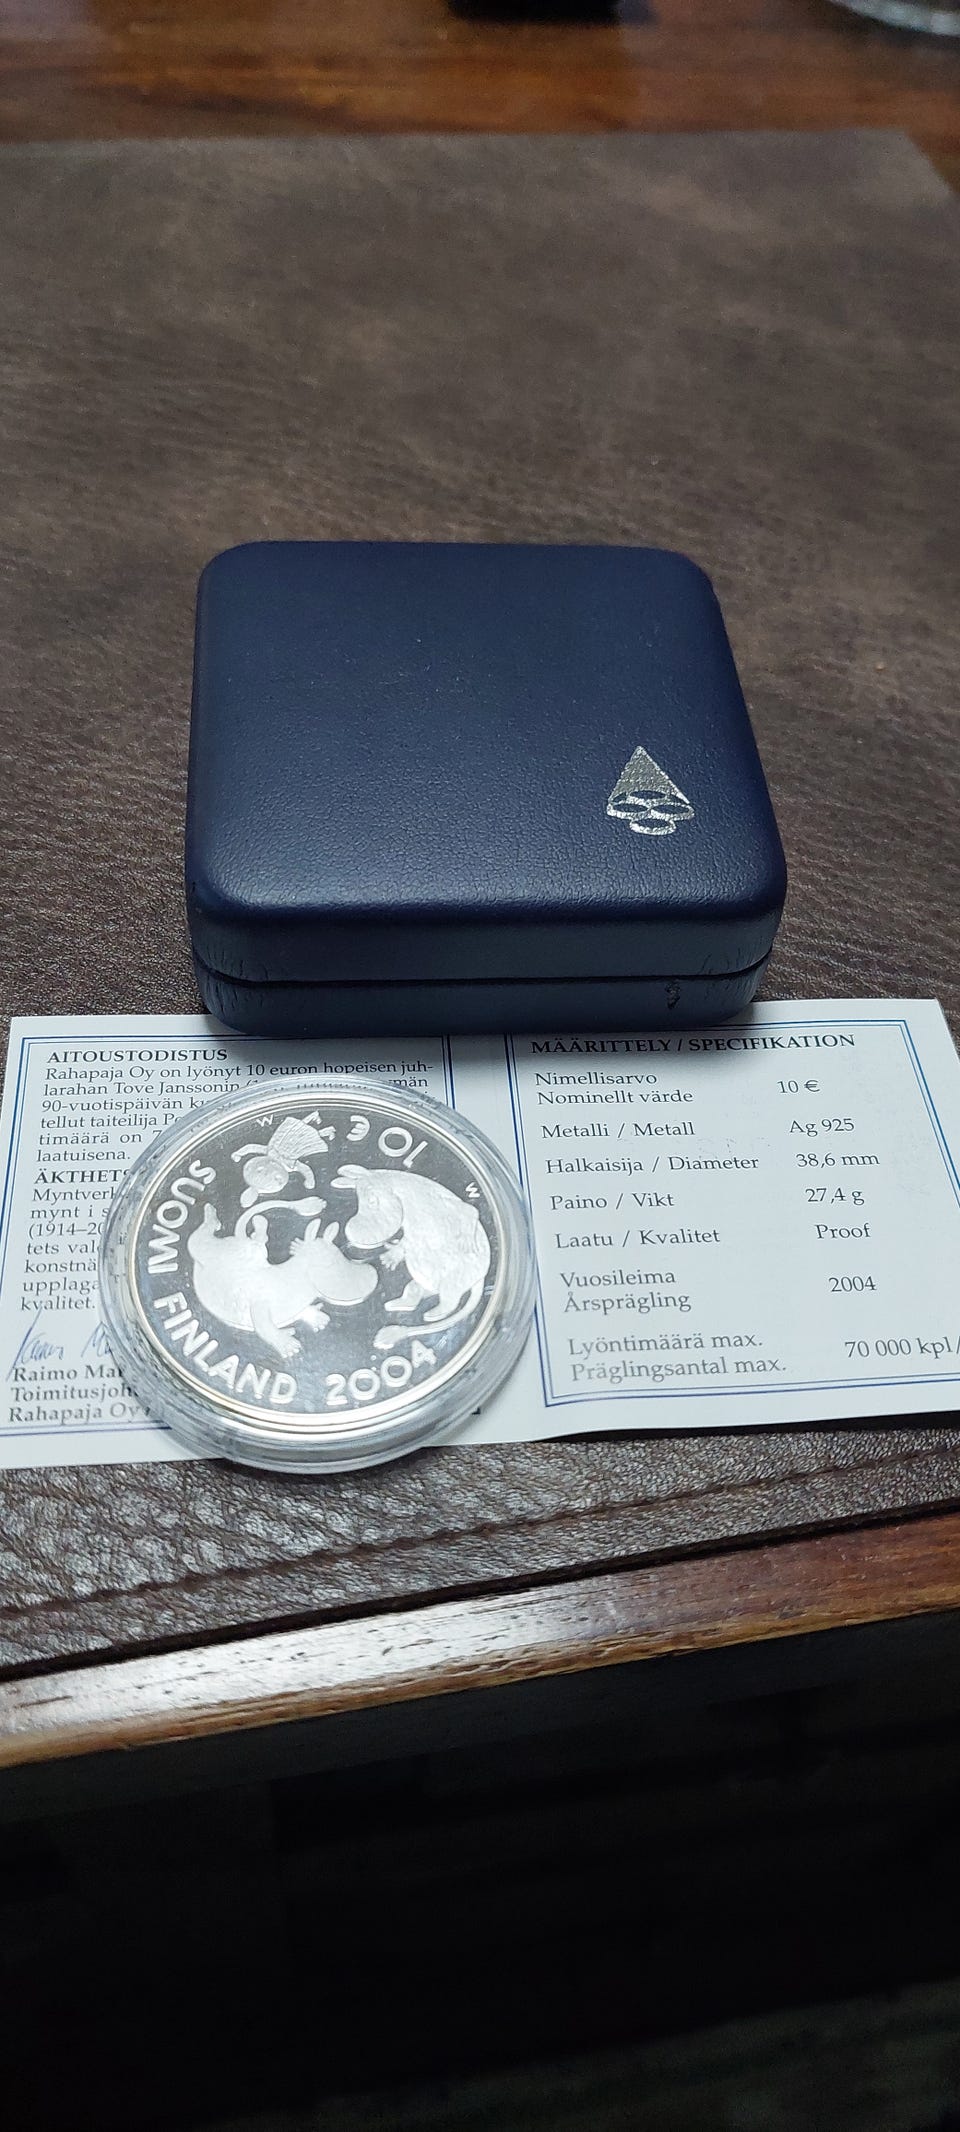 AITOUSTODISTUS
Rahapaja Oy on lyönyt 10 euron hopeisen juh-
larahan Tove Janssonin
90-vuotispäivän
tellut taiteilija
timäärä on
laatuisena.
ÄKTHETS
Myntverk
mynt i s
(1914–20
tets val
konstnä
upplaga
kvalitet.
Raimo
Toimitusjoh
Rahapaja Oy
MÄÄRITTELY / SPECIFIKATION
Nimellisarvo
Nominellt värde 10 €
Metalli / Metall Ag 925
Halkaisija / Diameter 38,6 mm
Paino / Vikt 27,4 g
Laatu / Kvalitet Proof
Vuosileima
Årsprägling 2004
Lyöntimäärä max.
Präglingsantal max. 70 000 kpl/
SUOMI FINLAND 2004
10 €
M